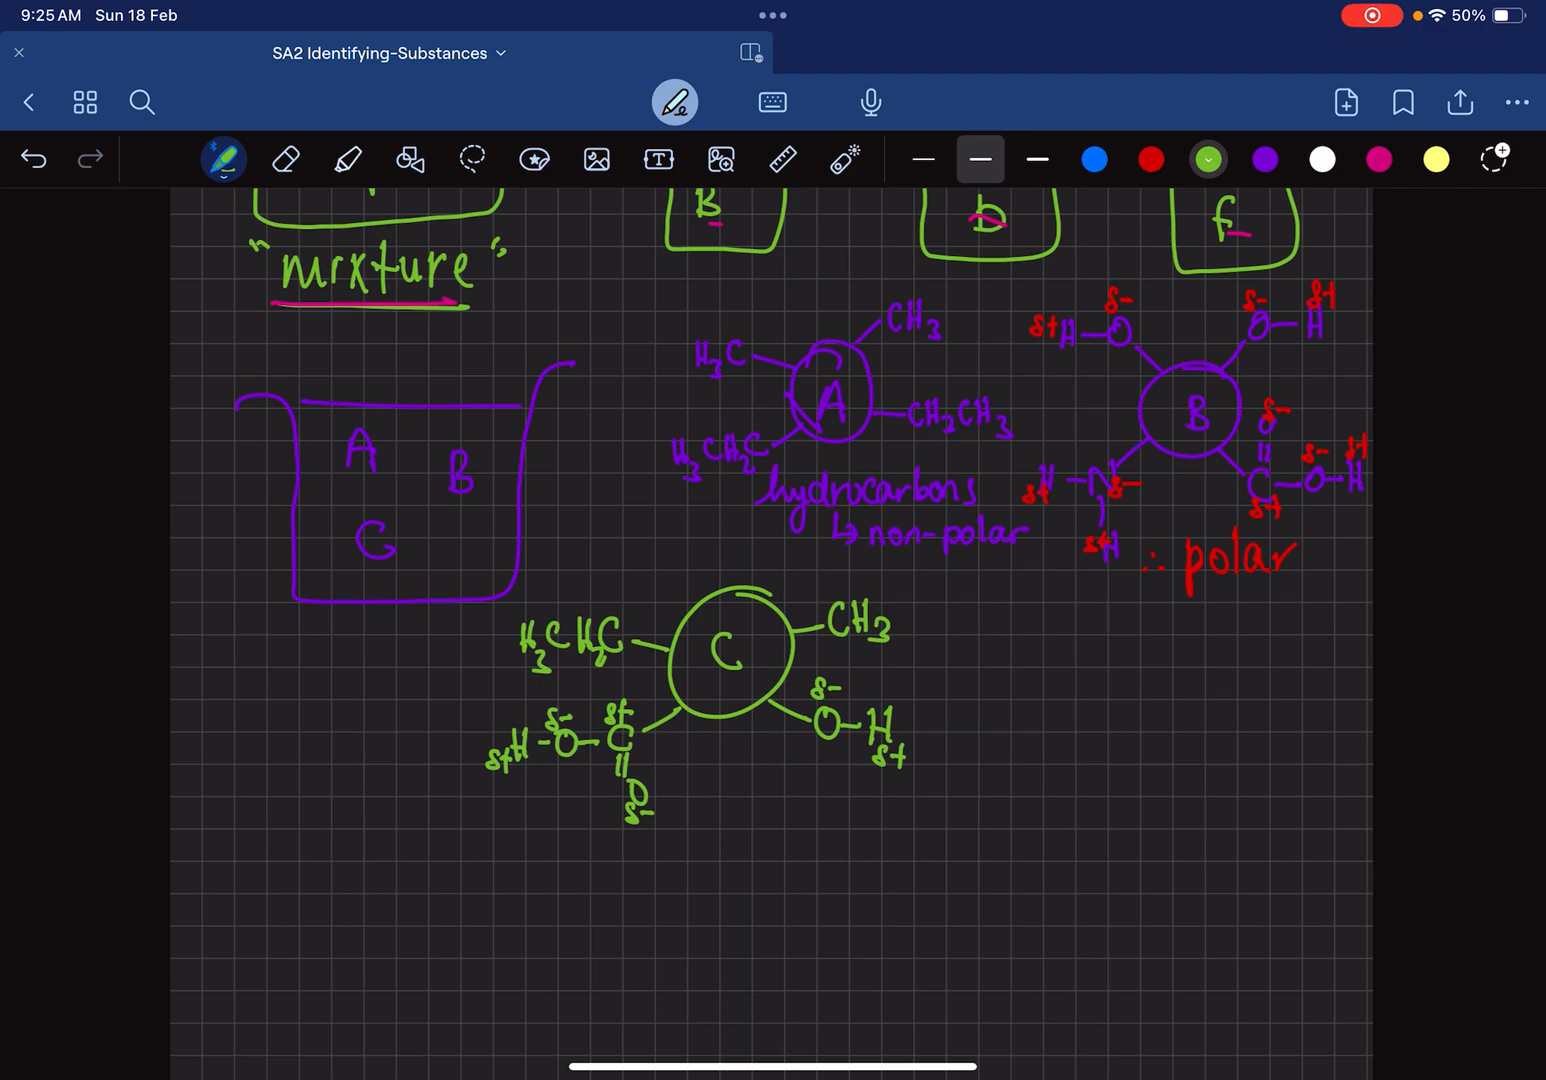 9:25 AM Sun 18 Feb
50%
SA2 Identifying-Substances
B
D
f
"mixture"
A
B
C
H₃C
CH₃
A
CH₂CH₃
H₃CH₂C
hydrocarbons
↳ non-polar
δ+ H–O δ-
δ- O–H δ+
B
δ+ H–N δ-
H δ+
O δ-
C–O–H
δ+ δ- δ+
∴ polar
H₃CH₂C
C
CH₃
δ+ H–O–C
δ- δ+
O δ-
δ- O–H δ+